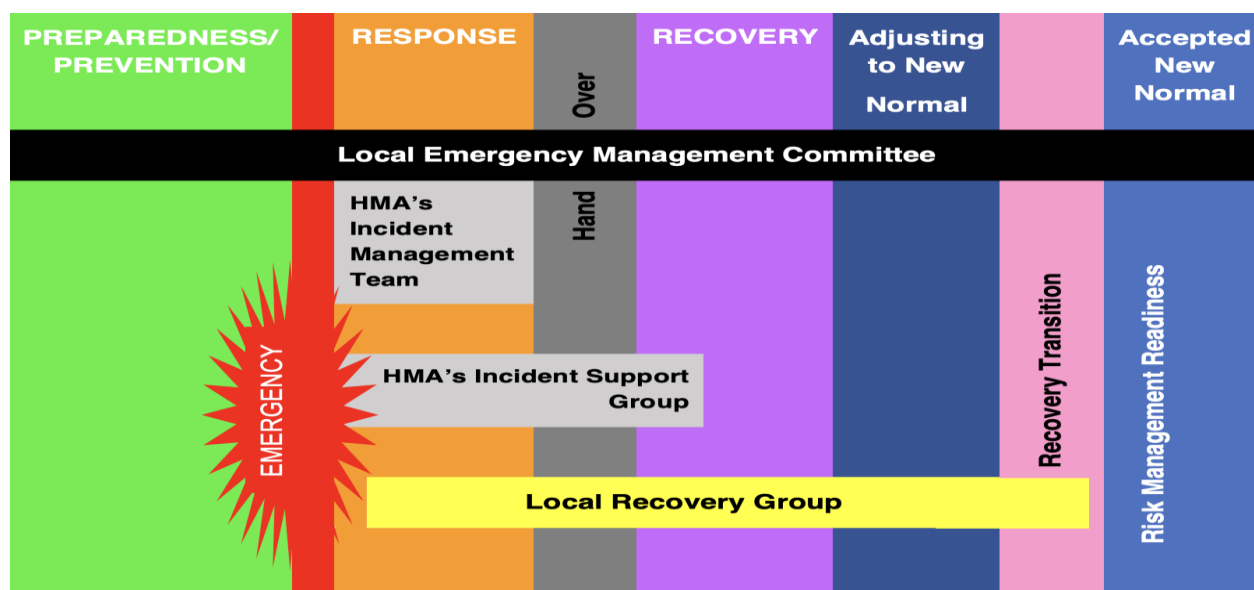 PREPAREDNESS/
PREVENTION
RESPONSE
Hand Over
RECOVERY
Adjusting
to New
Normal
Accepted
New
Normal
Local Emergency Management Committee
HMA's
Incident
Management
Team
EMERGENCY
HMA's Incident Support
Group
Local Recovery Group
Recovery Transition
Risk Management Readiness